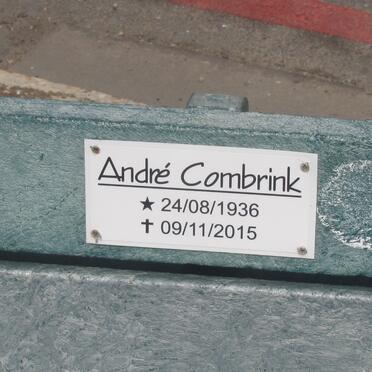 André Combrink
★ 24/08/1936
✝ 09/11/2015